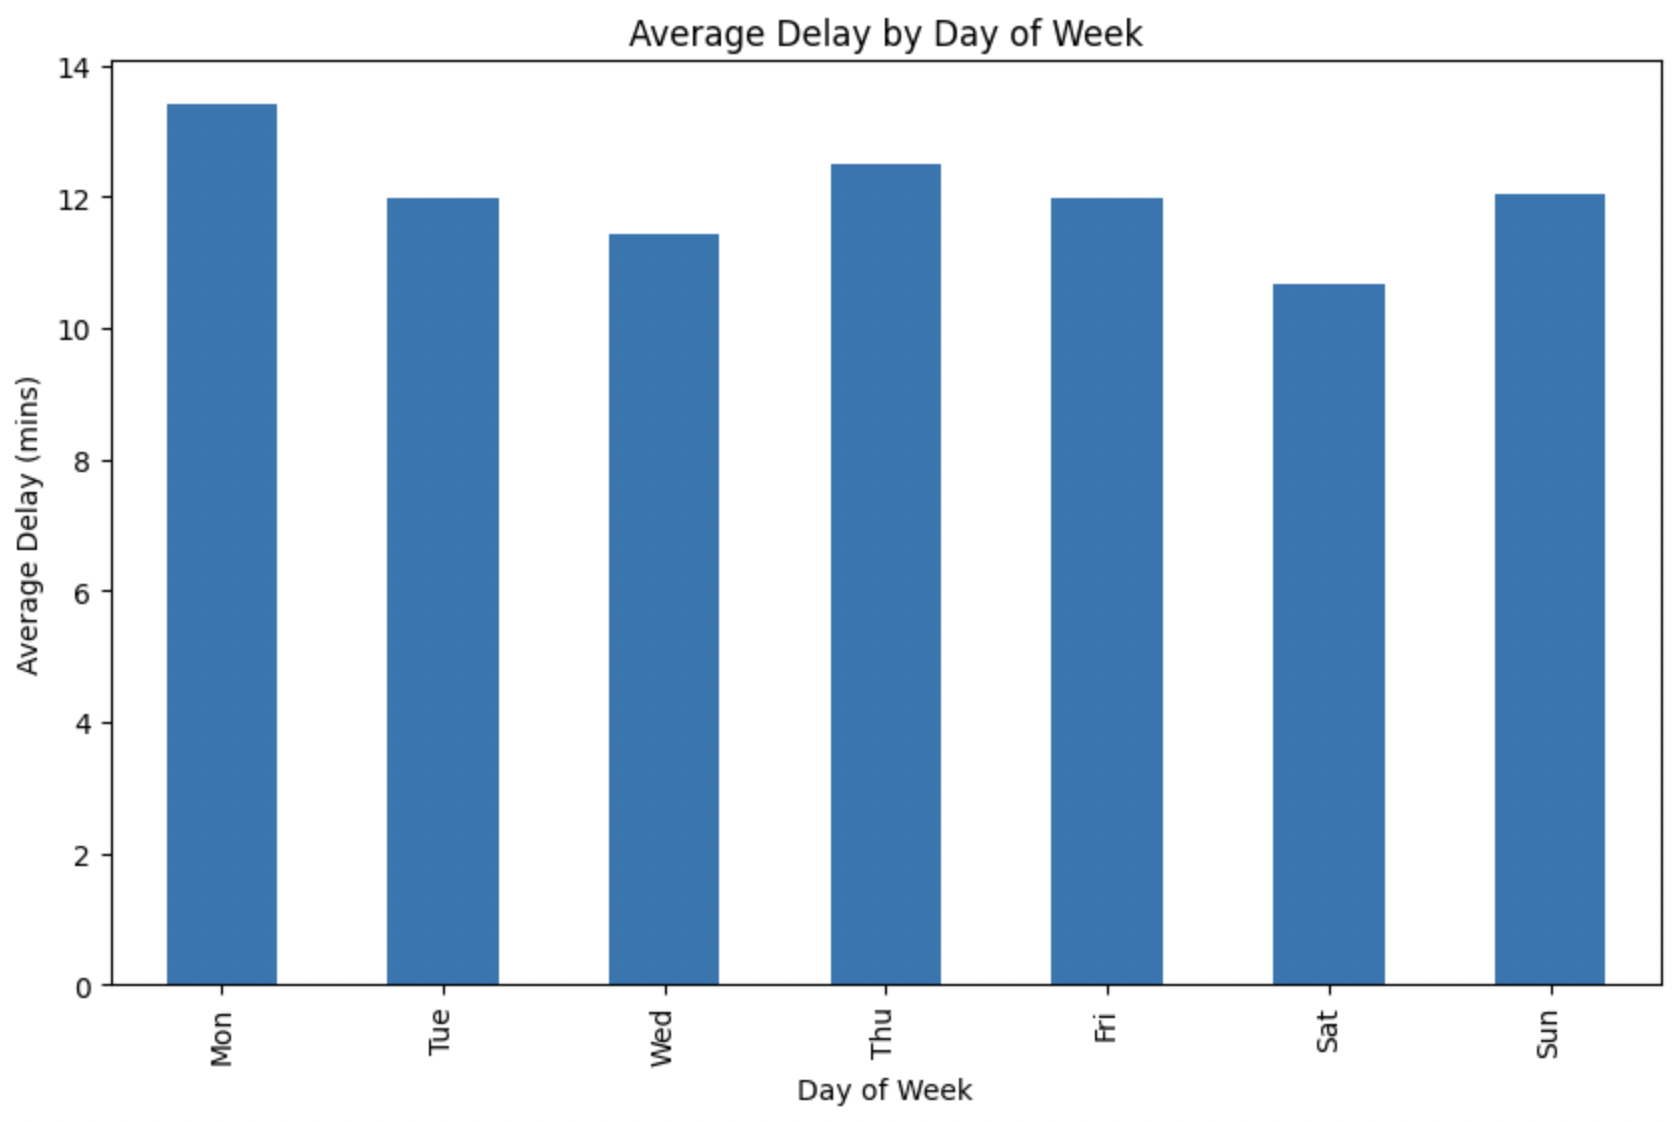 Average Delay by Day of Week
14
12
10
8
6
4
2
0
Average Delay (mins)
Mon
Tue
Wed
Thu
Fri
Sat
Sun
Day of Week